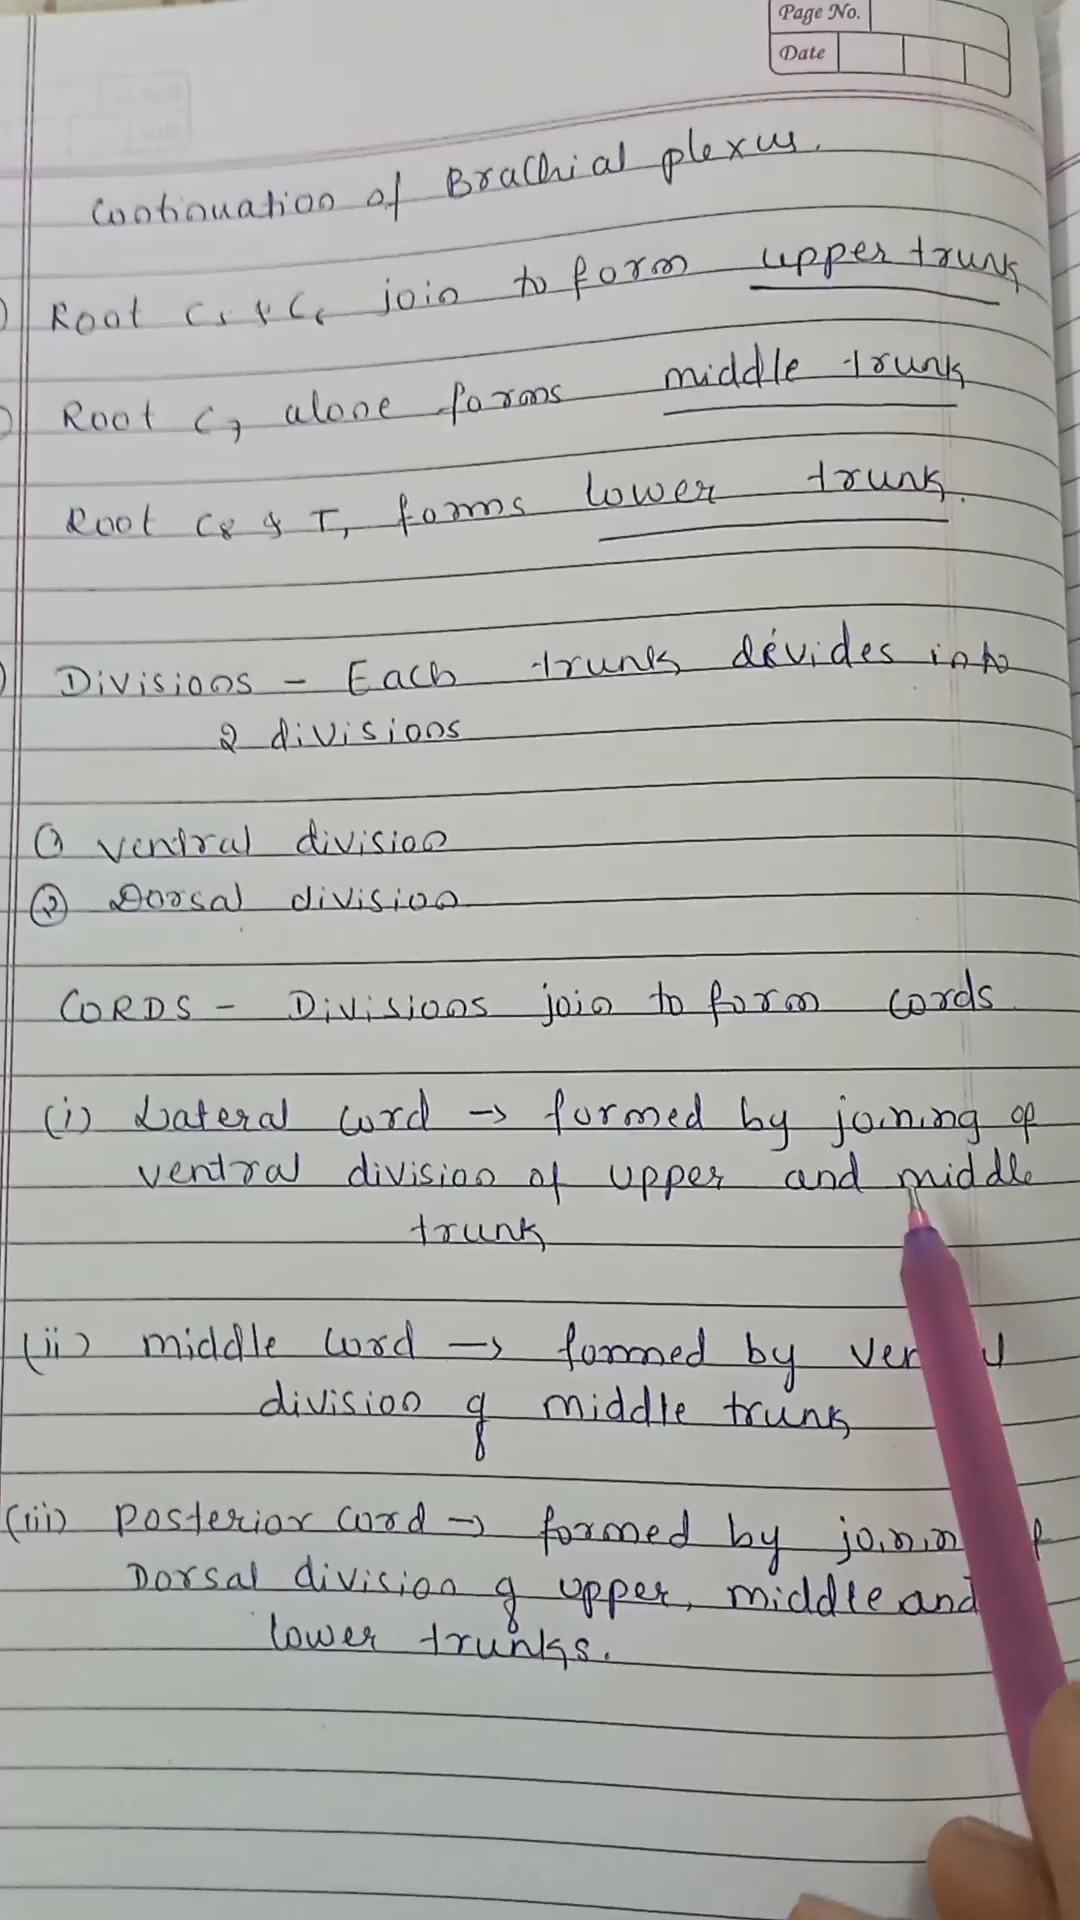 Page No.
Date
Continuation of Brachial plexus.
Root C5 & C6 join to form upper trunk
Root C7 alone forms middle trunk
Root C8 & T1 forms lower trunk.
Divisions - Each trunk devides into
2 divisions
① ventral division
② Dorsal division
CORDS - Divisions join to form cords
(i) Lateral cord → formed by joining of
ventral division of upper and middle
trunk
(ii) middle cord → formed by
division of middle trunk
(iii) Posterior cord → formed by
Dorsal division of upper, middle and
lower trunks.